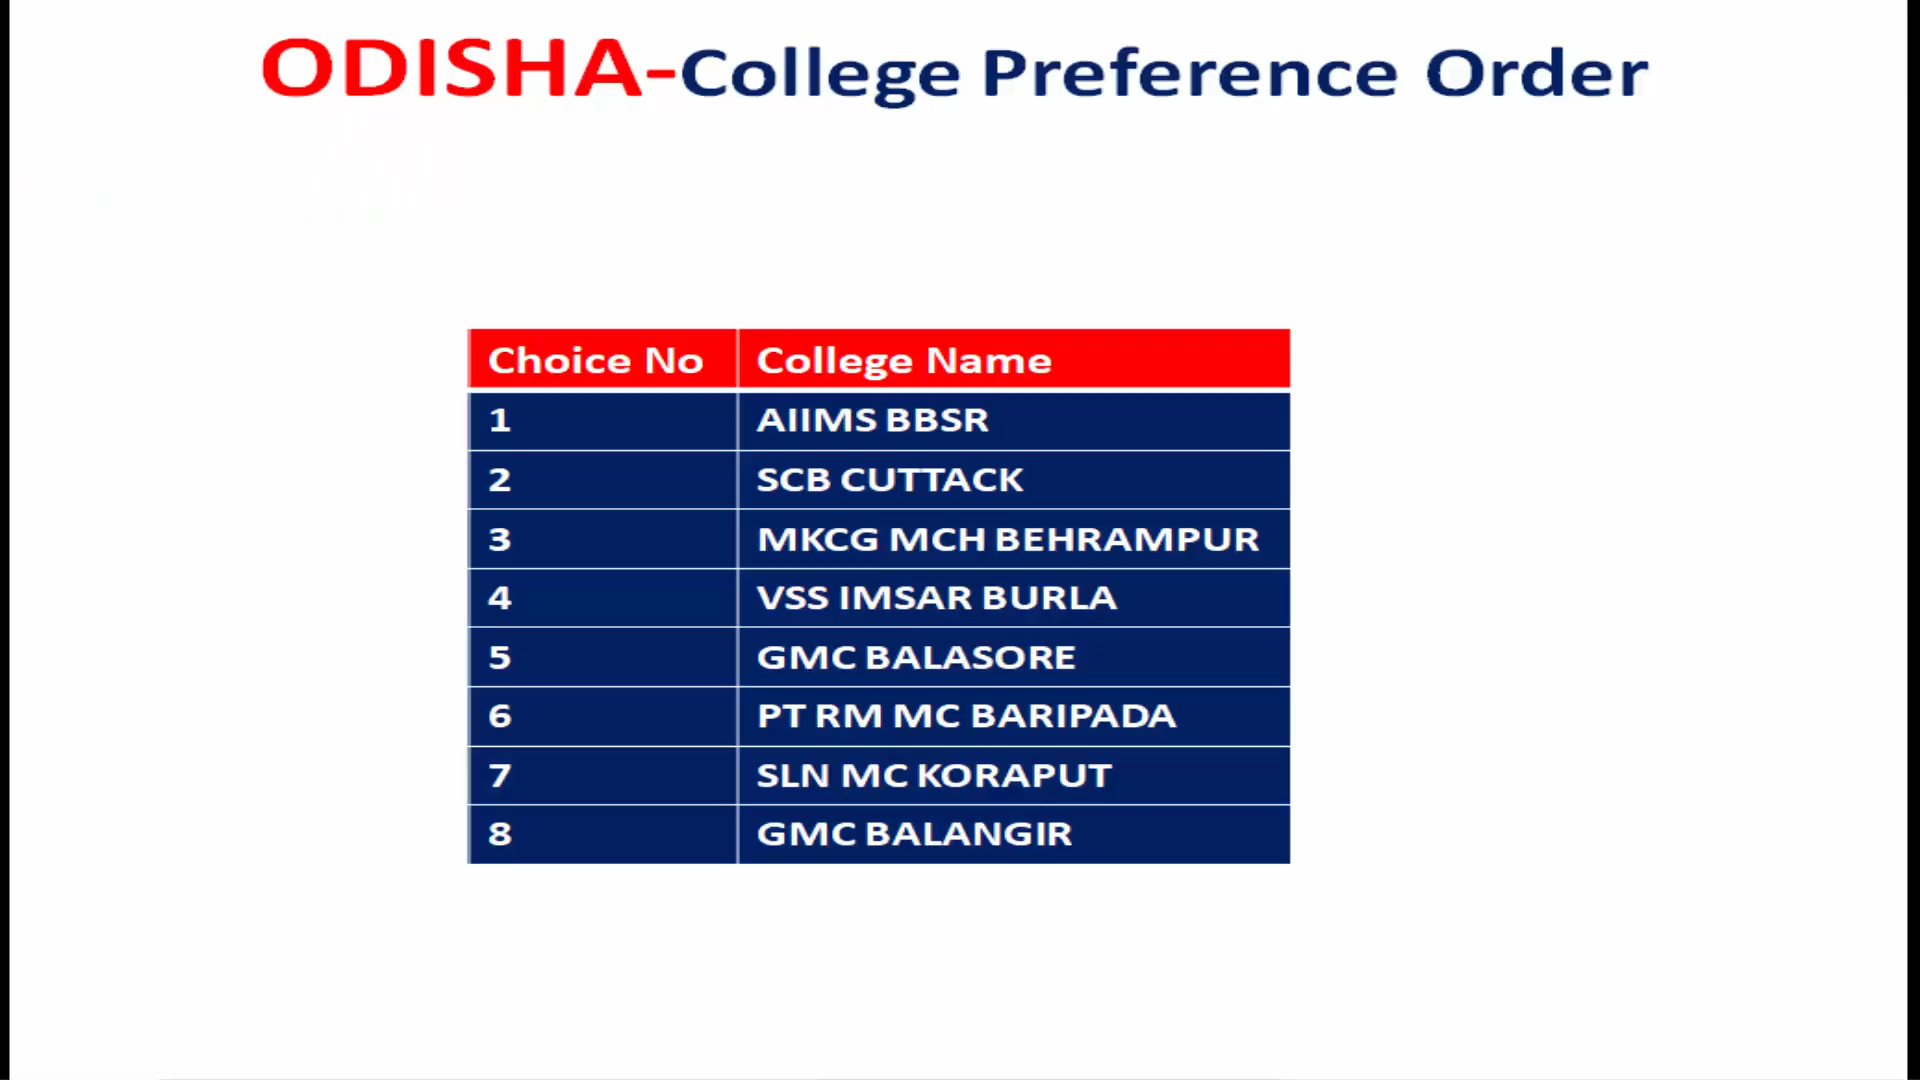 ODISHA-College Preference Order
Choice No College Name
1 AIIMS BBSR
2 SCB CUTTACK
3 MKCG MCH BEHRAMPUR
4 VSS IMSAR BURLA
5 GMC BALASORE
6 PT RM MC BARIPADA
7 SLN MC KORAPUT
8 GMC BALANGIR